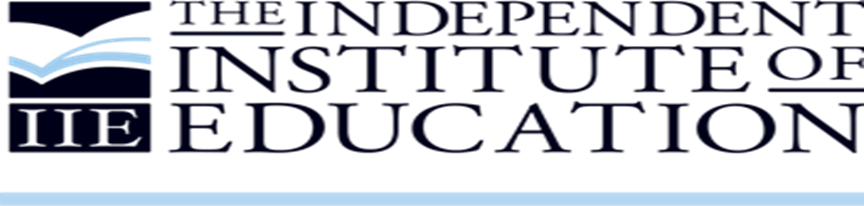 THE INDEPENDENT
INSTITUTE OF
EDUCATION
IIE